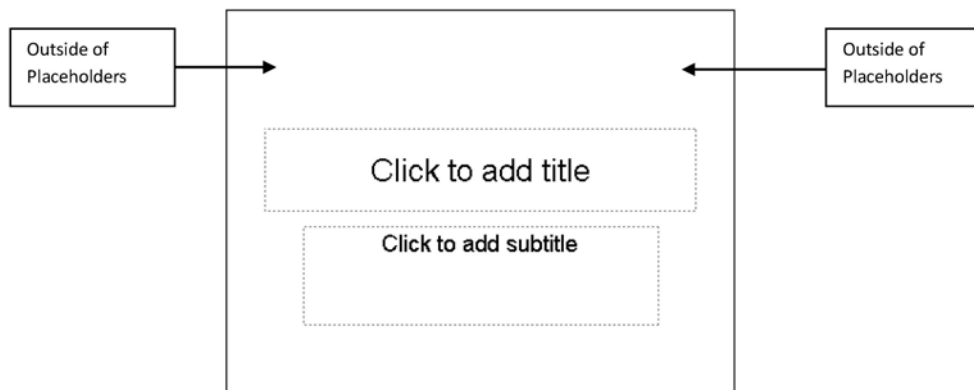 Outside of
Placeholders
Outside of
Placeholders
Click to add title
Click to add subtitle